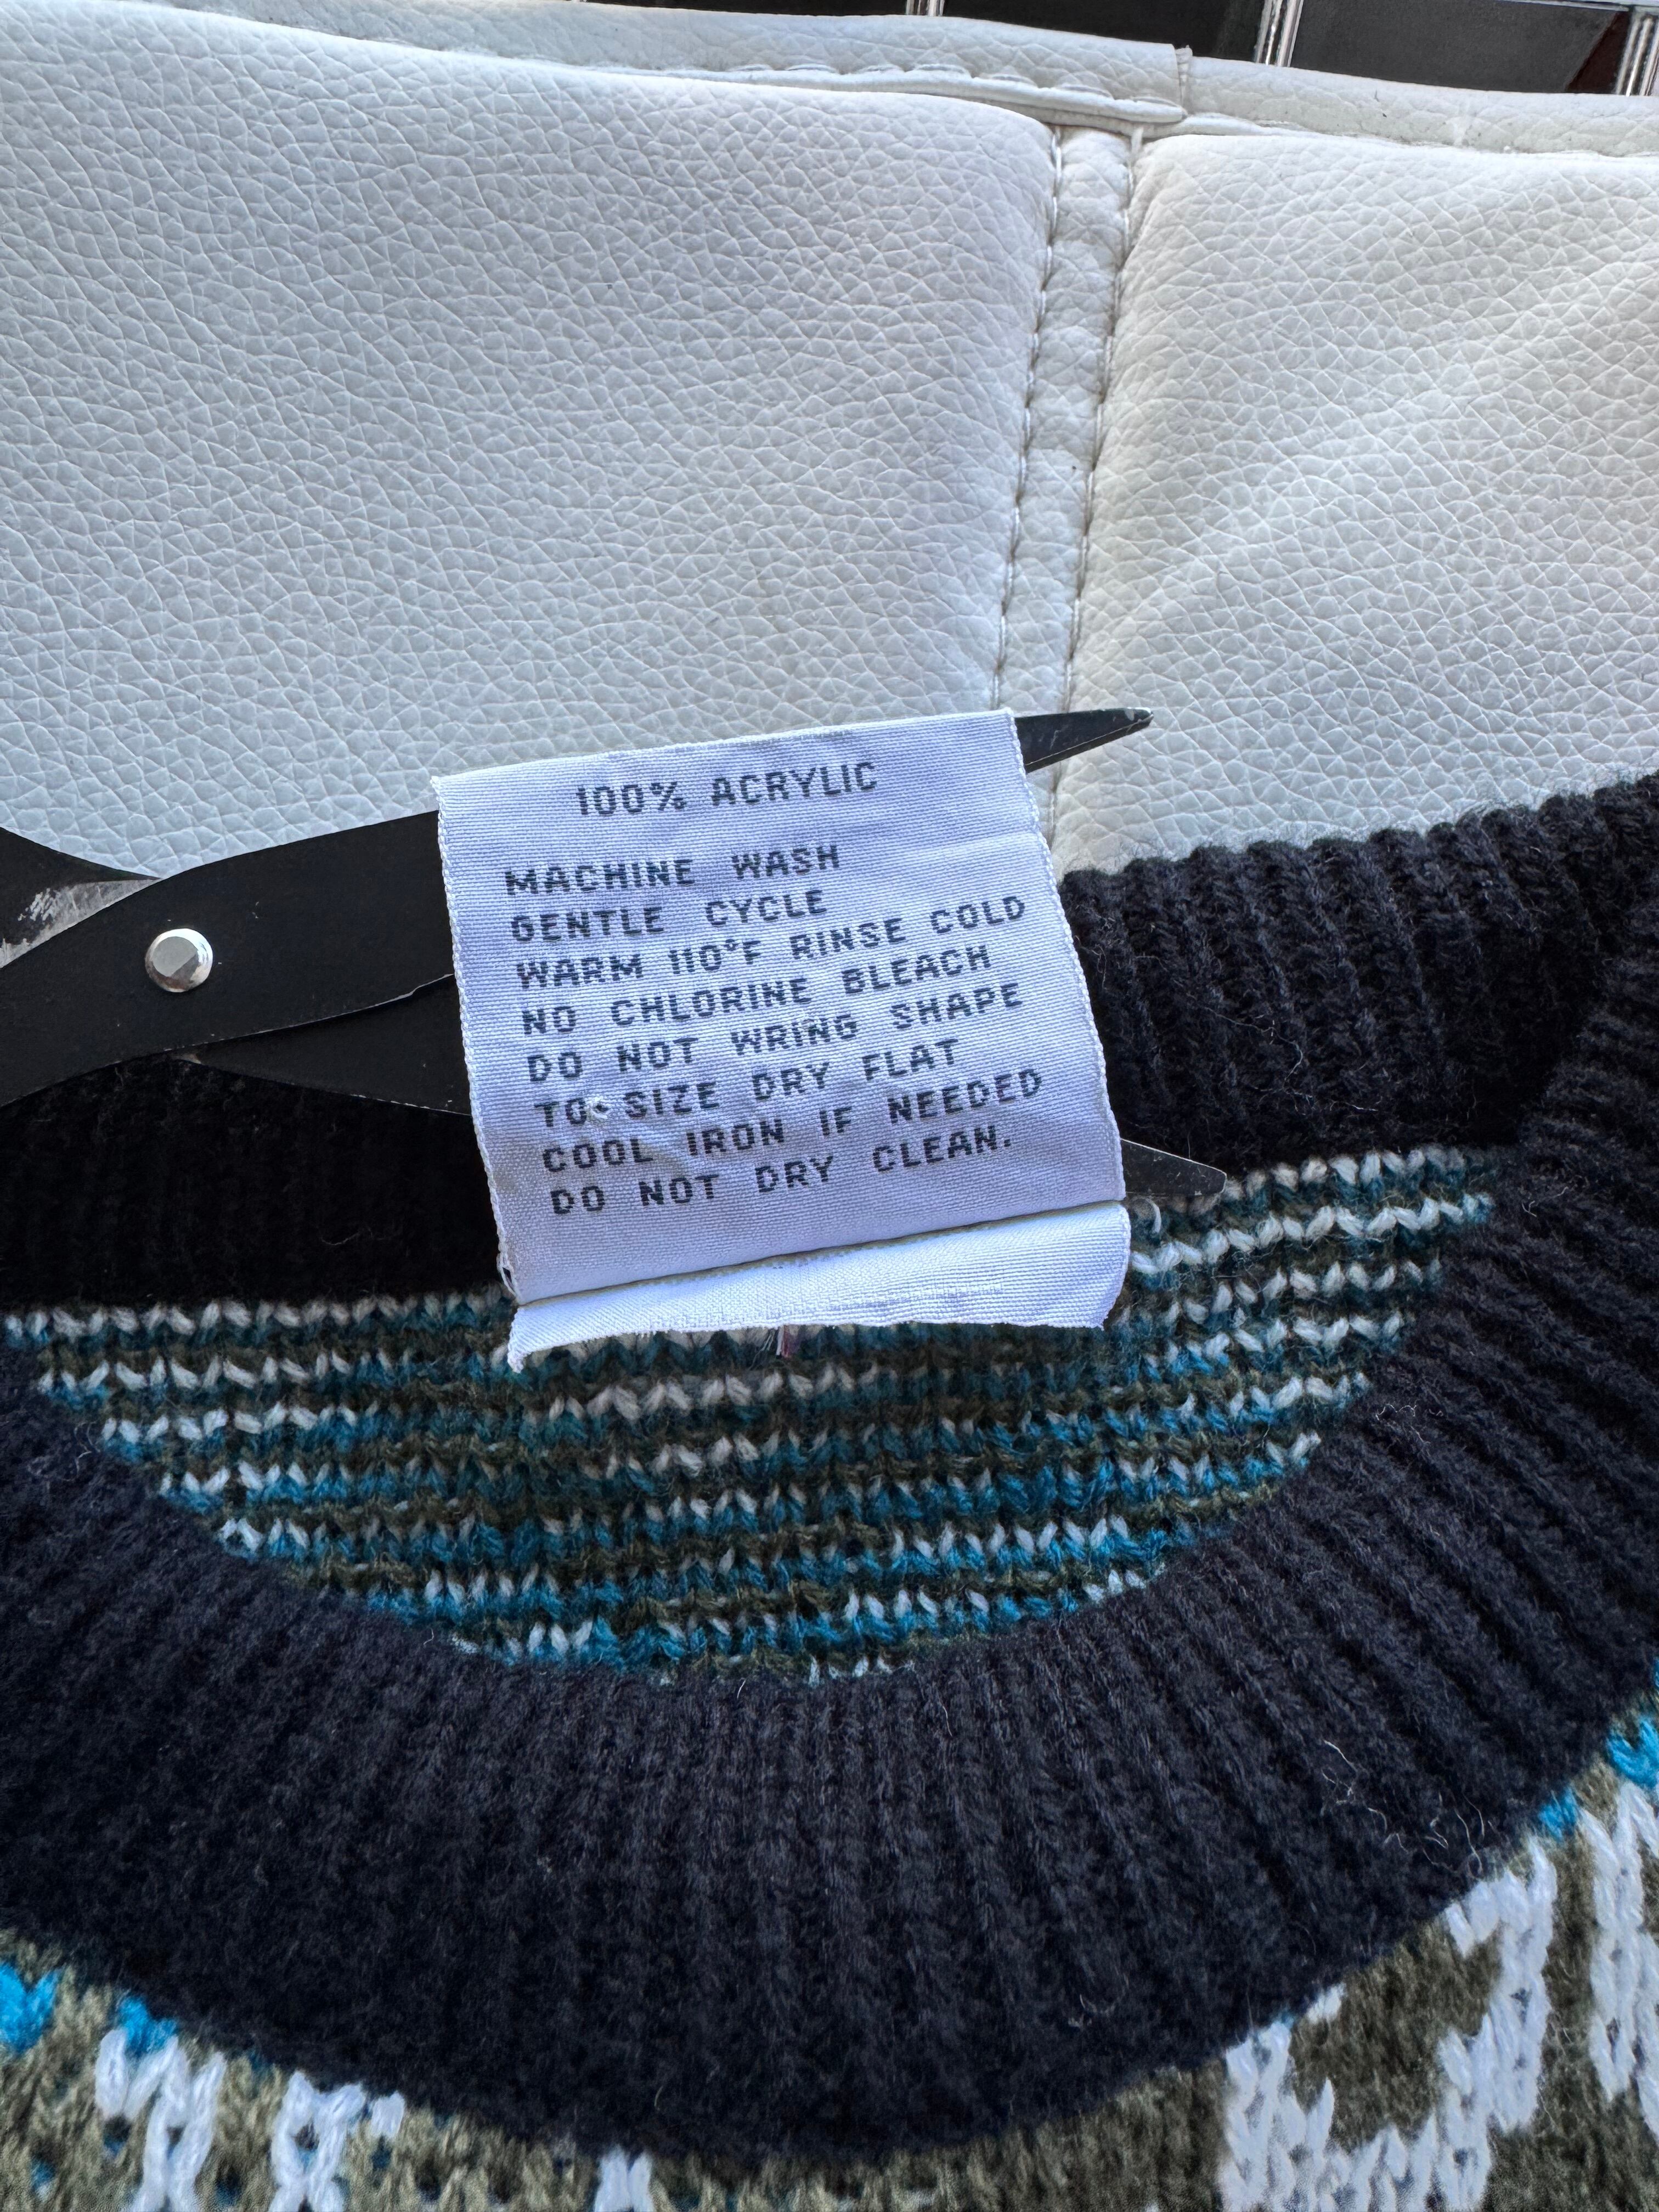 100% ACRYLIC
MACHINE WASH
GENTLE CYCLE
WARM 110°F RINSE COLD
NO CHLORINE BLEACH
DO NOT WRING SHAPE
TO SIZE DRY FLAT
COOL IRON IF NEEDED
DO NOT DRY CLEAN.